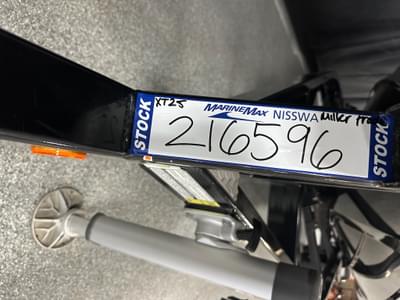 XT25
MARINEMAX NISSWA Miller
STOCK 216596 STOCK